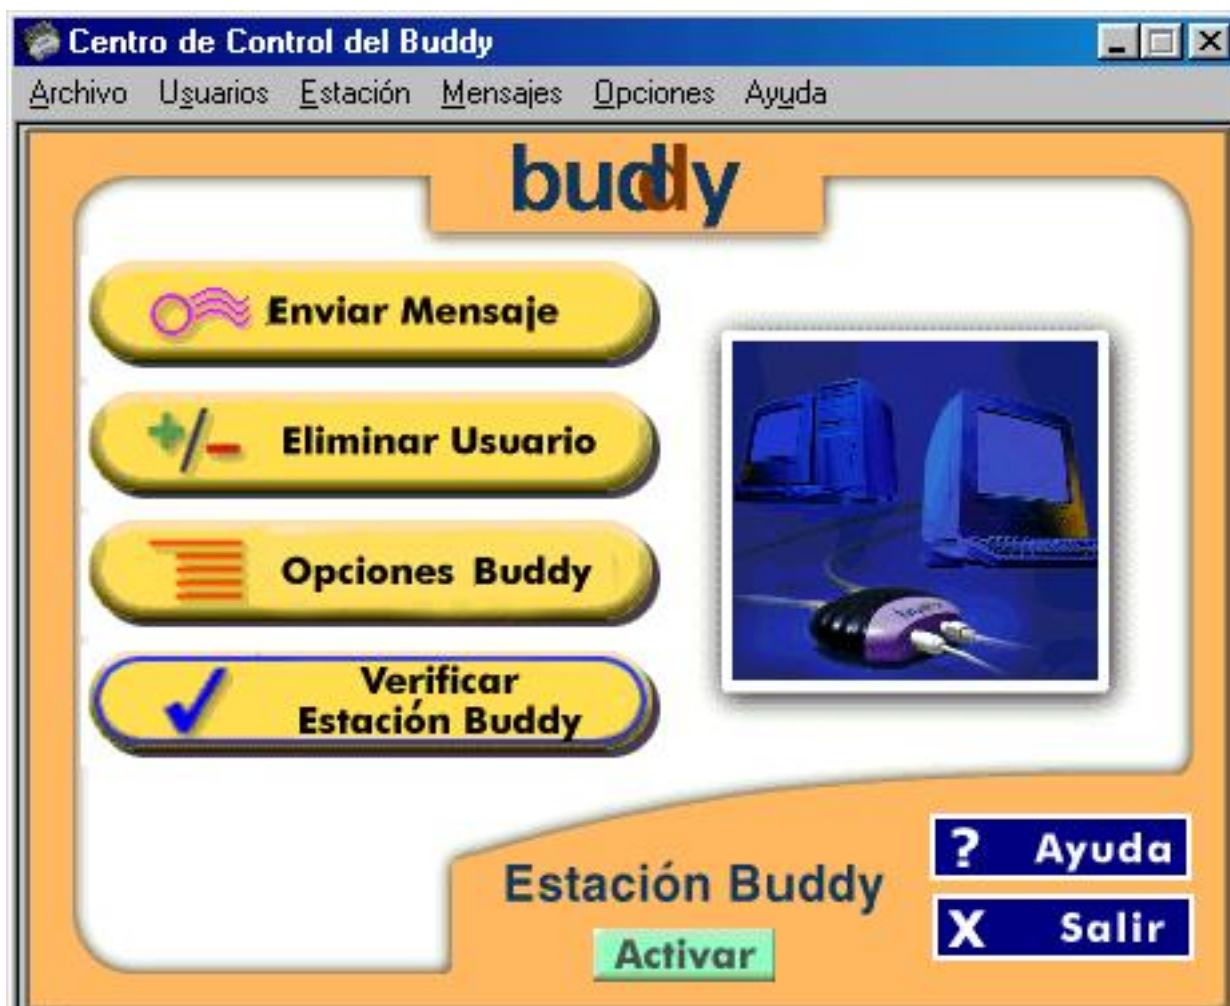 Centro de Control del Buddy
Archivo Usuarios Estación Mensajes Opciones Ayuda
buddy
Enviar Mensaje
Eliminar Usuario
Opciones Buddy
Verificar
Estación Buddy
? Ayuda
Estación Buddy
X Salir
Activar